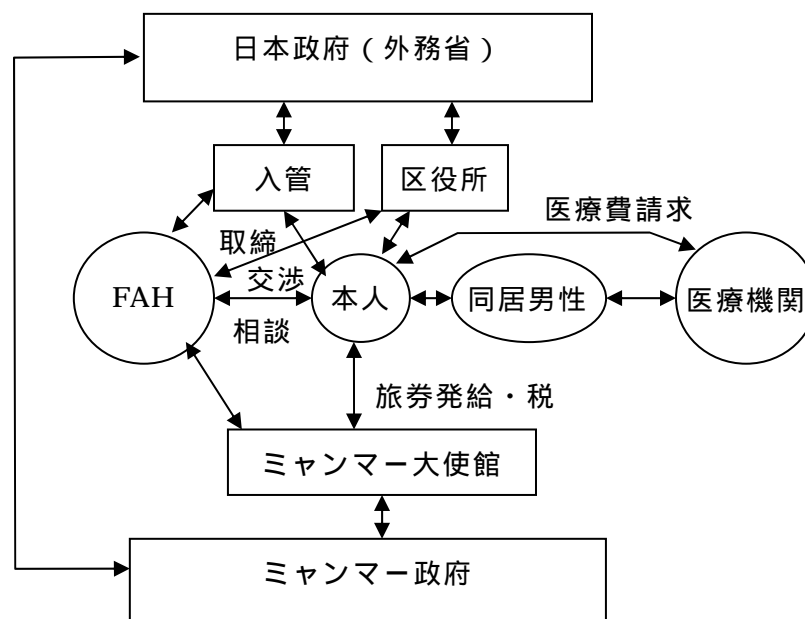 日本政府（外務省）
入管
区役所
医療費請求
取締
FAH
交渉
本人
同居男性
医療機関
相談
旅券発給・税
ミャンマー大使館
ミャンマー政府